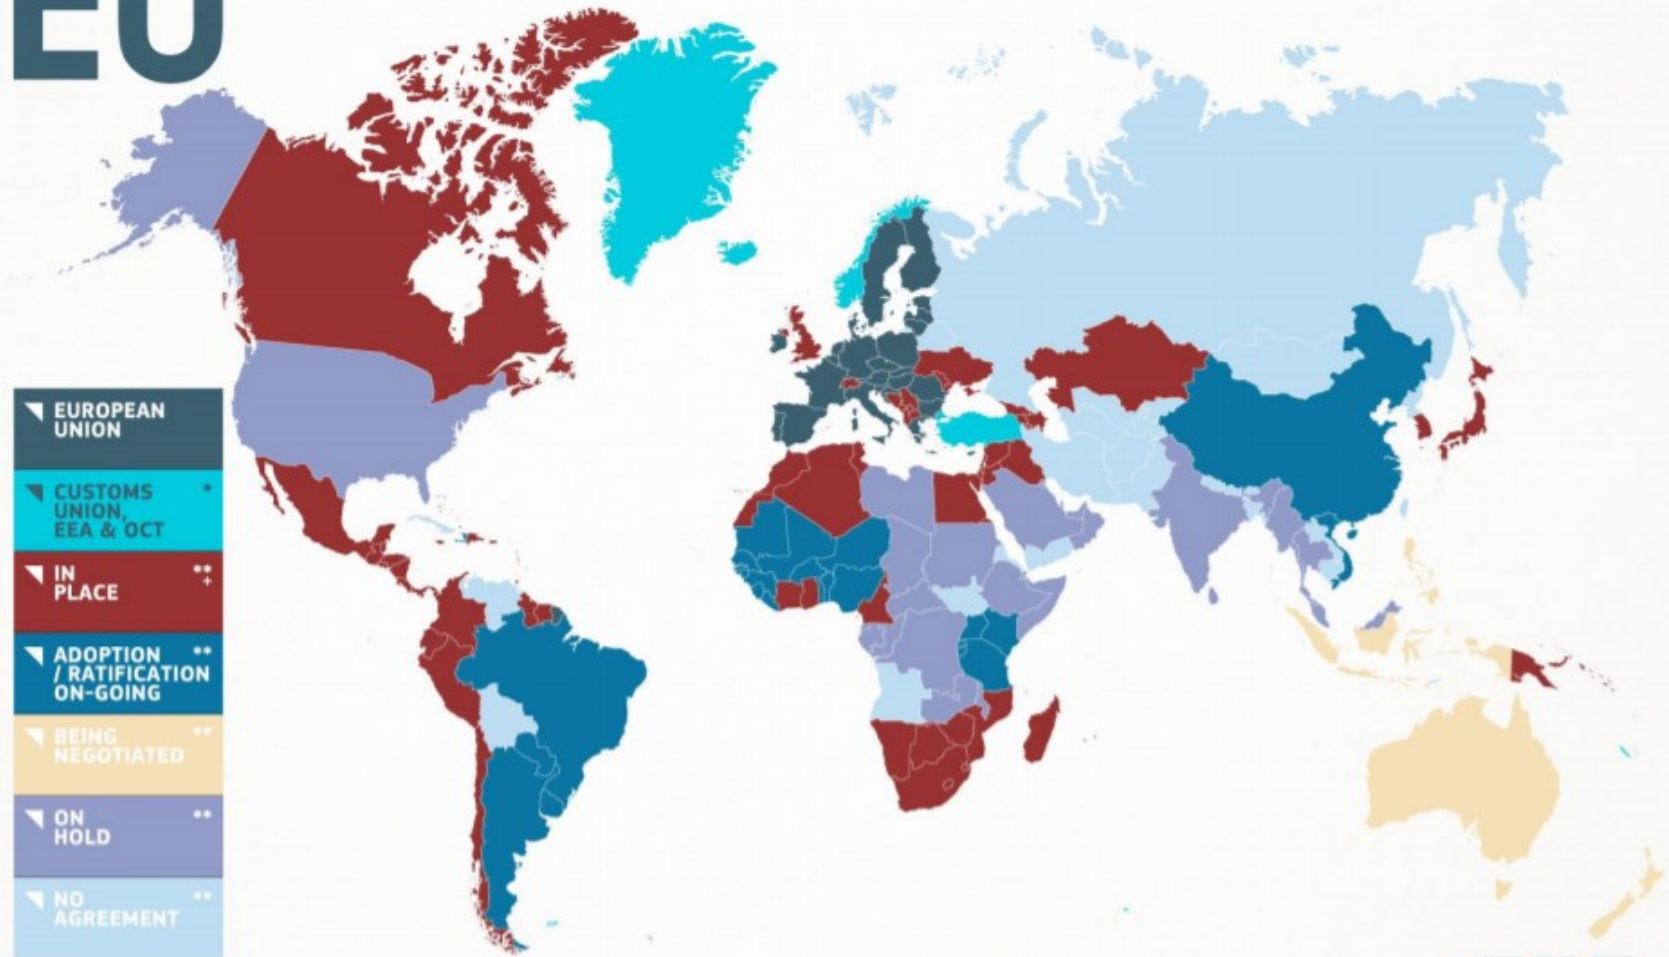 EU
EUROPEAN
UNION
CUSTOMS *
UNION,
EEA & OCT
IN **
PLACE +
ADOPTION **
/ RATIFICATION
ON-GOING
BEING **
NEGOTIATED
ON **
HOLD
NO **
AGREEMENT